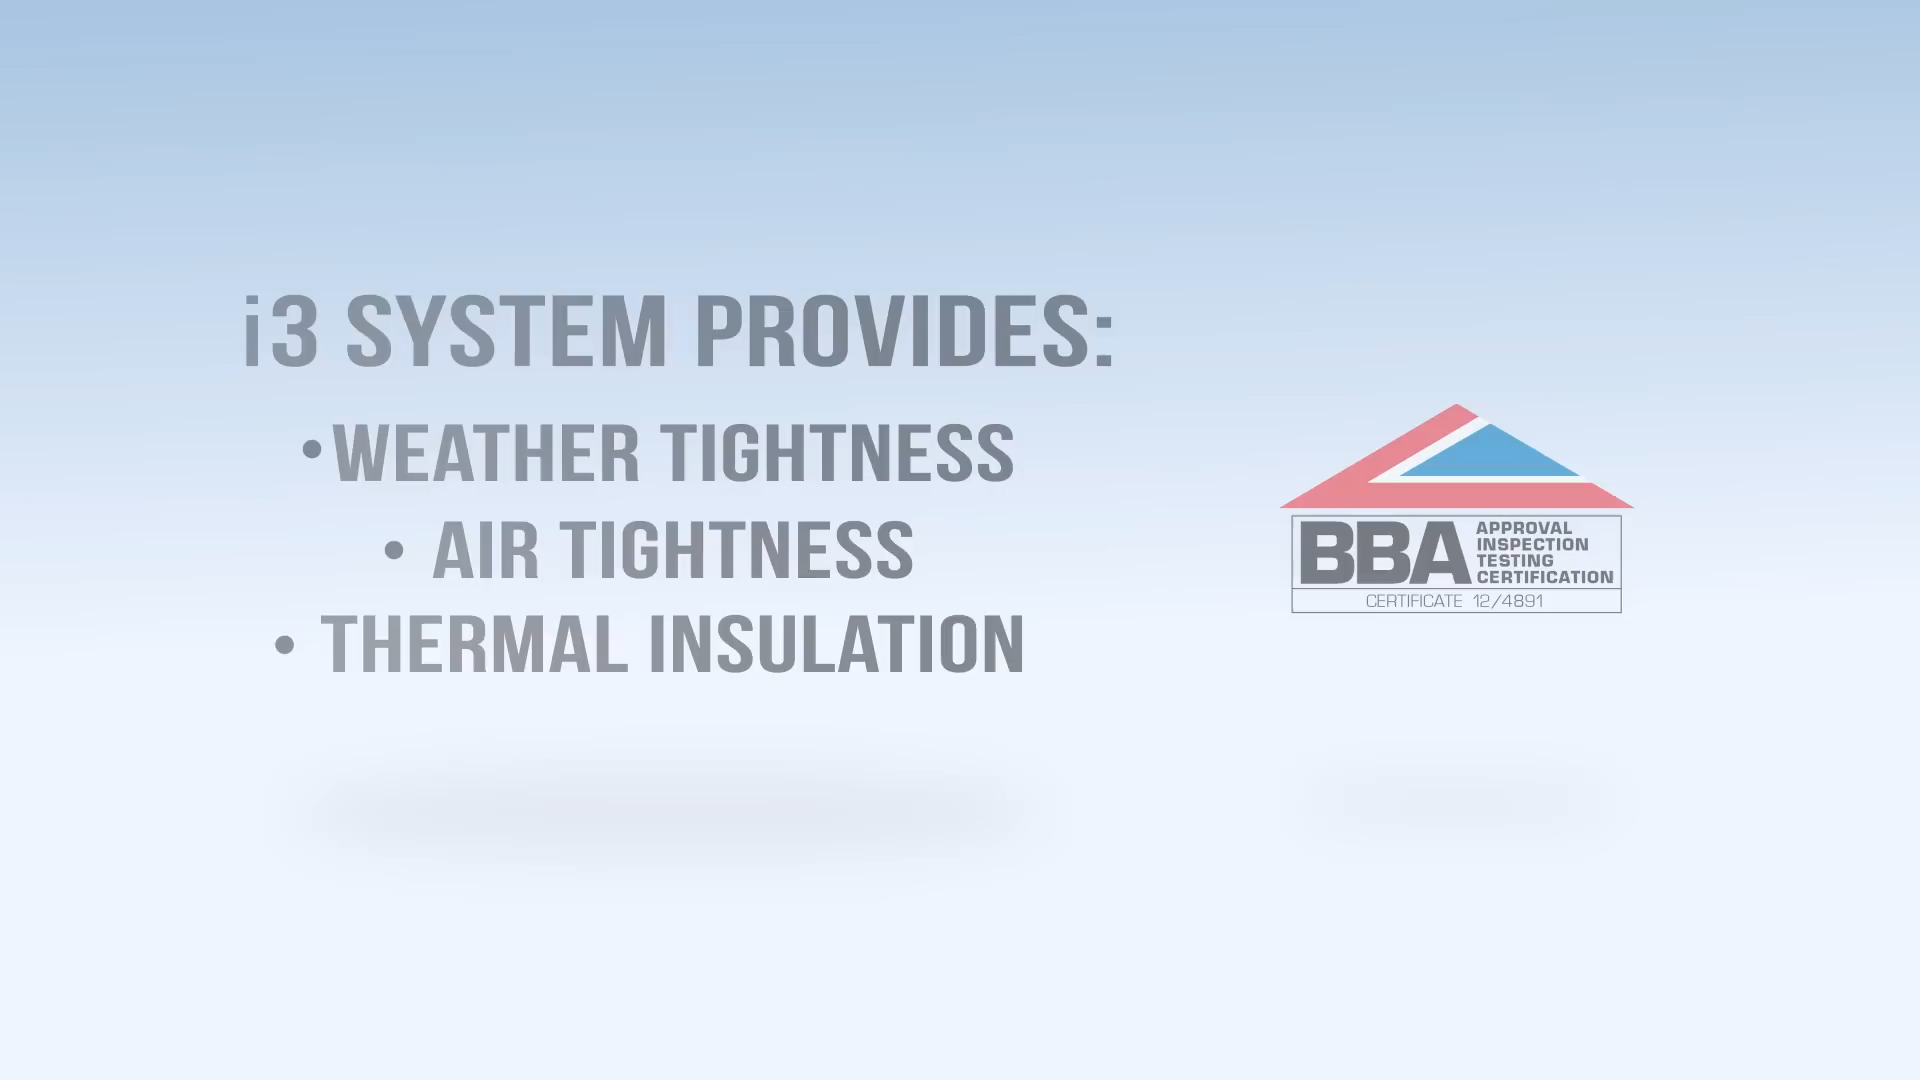 i3 SYSTEM PROVIDES:
•WEATHER TIGHTNESS
• AIR TIGHTNESS
• THERMAL INSULATION
BBA
APPROVAL
INSPECTION
TESTING
CERTIFICATION
CERTIFICATE 12/4891